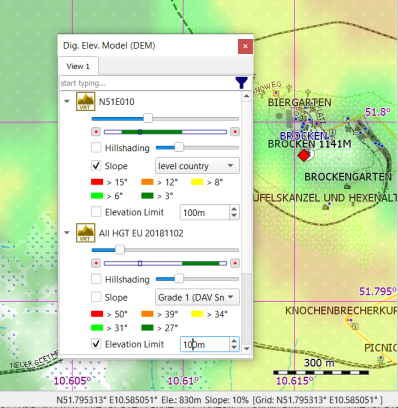 Dig. Elev. Model (DEM)
View 1
start typing...
VRT
N51E010
Hillshading
Slope
level country
> 15°
> 12°
> 8°
> 6°
> 3°
Elevation Limit
100m
VRT
All HGT EU 20181102
Hillshading
Slope
Grade 1 (DAV Sn
> 50°
> 39°
> 34°
> 31°
> 27°
Elevation Limit
100m
BIERGARTEN
51.8°
BROCKEN
BROCKEN 1141M
BROCKENGARTEN
UFELSKANZEL UND HEXENALT
51.795°
KNOCHENBRECHERKUR
PICNIC
300 m
10.605°
10.61°
10.615°
N51.795313° E10.585051° Ele.: 830m Slope: 10% [Grid: N51.795313° E10.585051° ]